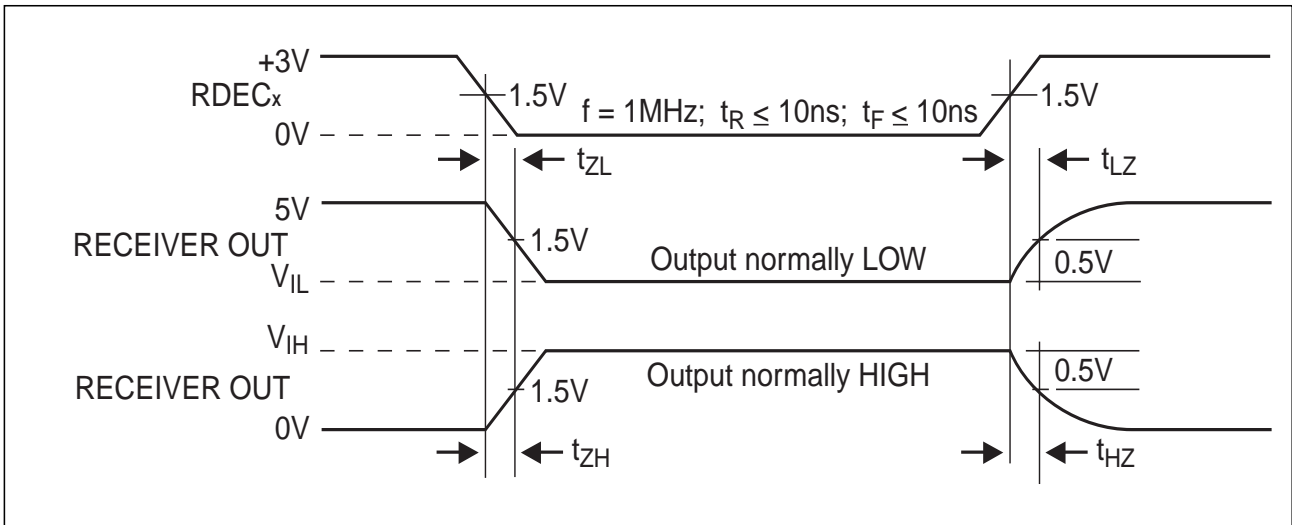 +3V
RDECx
1.5V
f = 1MHz; tR ≤ 10ns; tF ≤ 10ns
1.5V
0V
tZL
tLZ
5V
RECEIVER OUT
1.5V
Output normally LOW
0.5V
VIL
VIH
Output normally HIGH
0.5V
RECEIVER OUT
1.5V
0V
tZH
tHZ